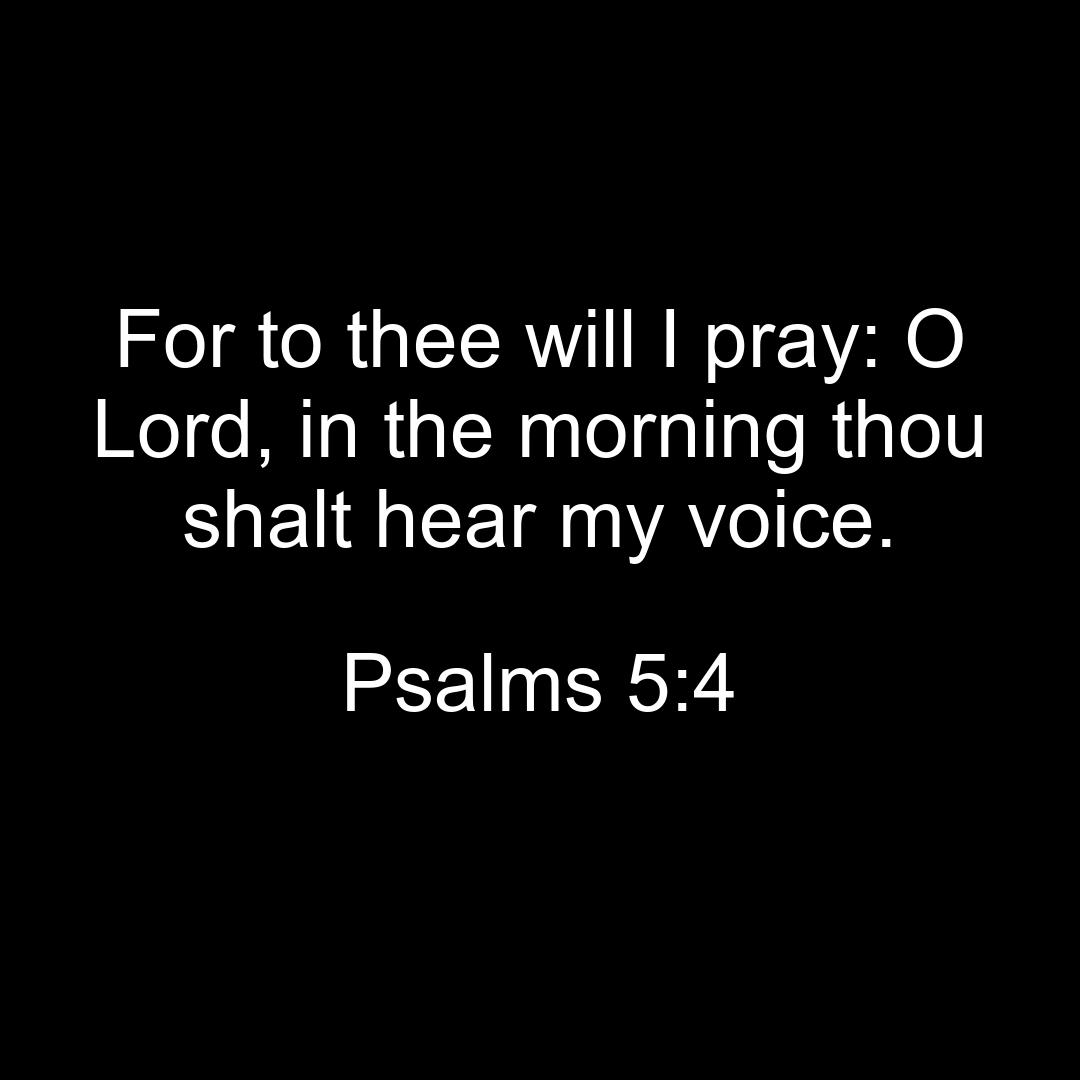 For to thee will I pray: O
Lord, in the morning thou
shalt hear my voice.
Psalms 5:4